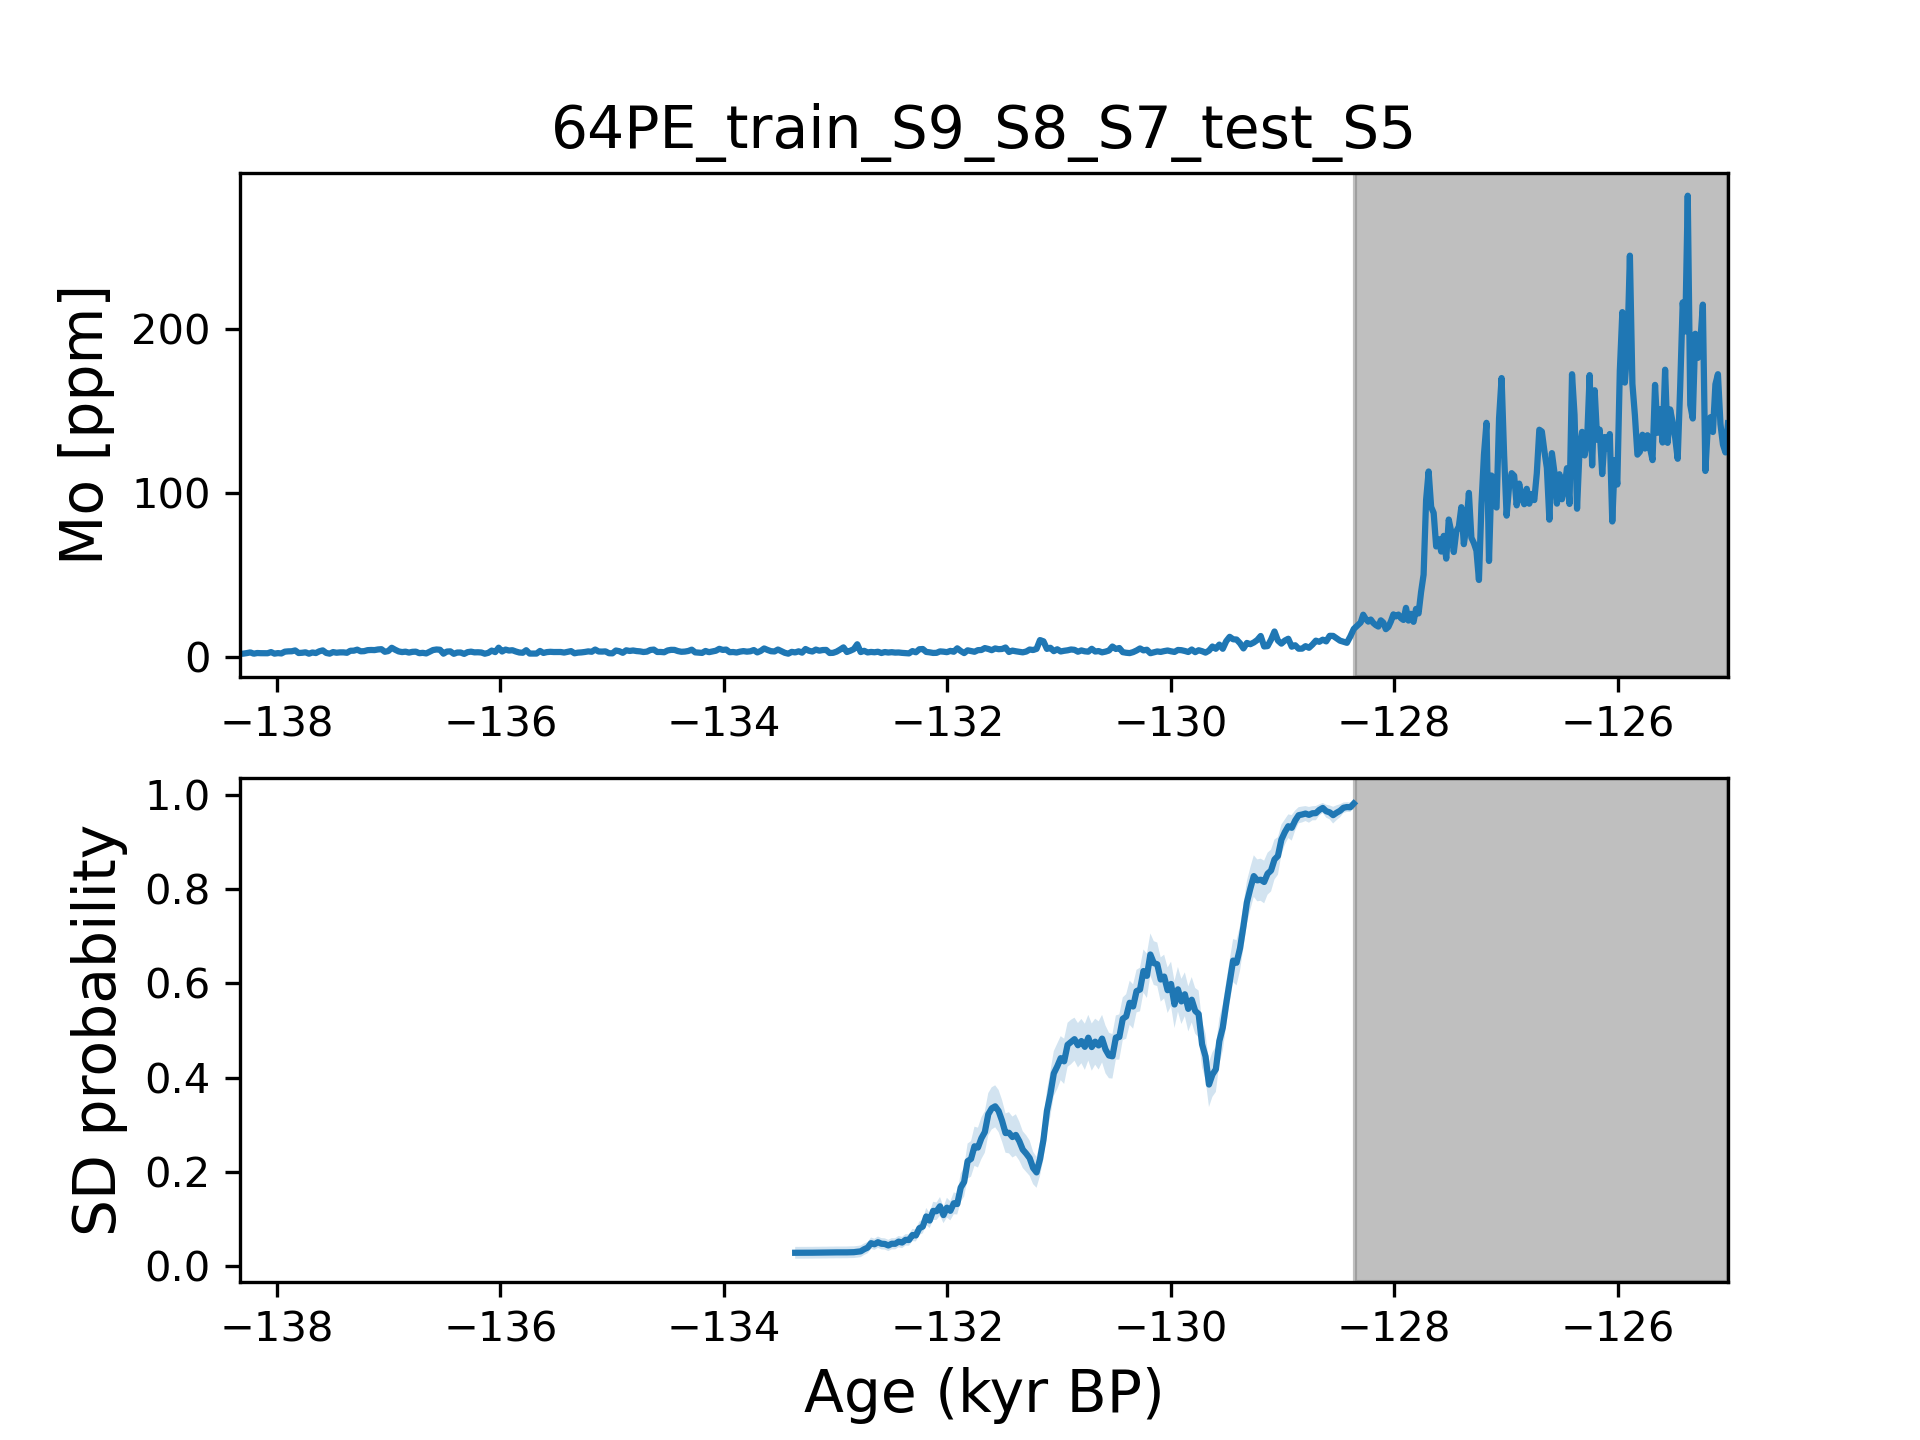 64PE_train_S9_S8_S7_test_S5
Mo [ppm]
200
100
0
−138 −136 −134 −132 −130 −128 −126
SD probability
1.0
0.8
0.6
0.4
0.2
0.0
−138 −136 −134 −132 −130 −128 −126
Age (kyr BP)